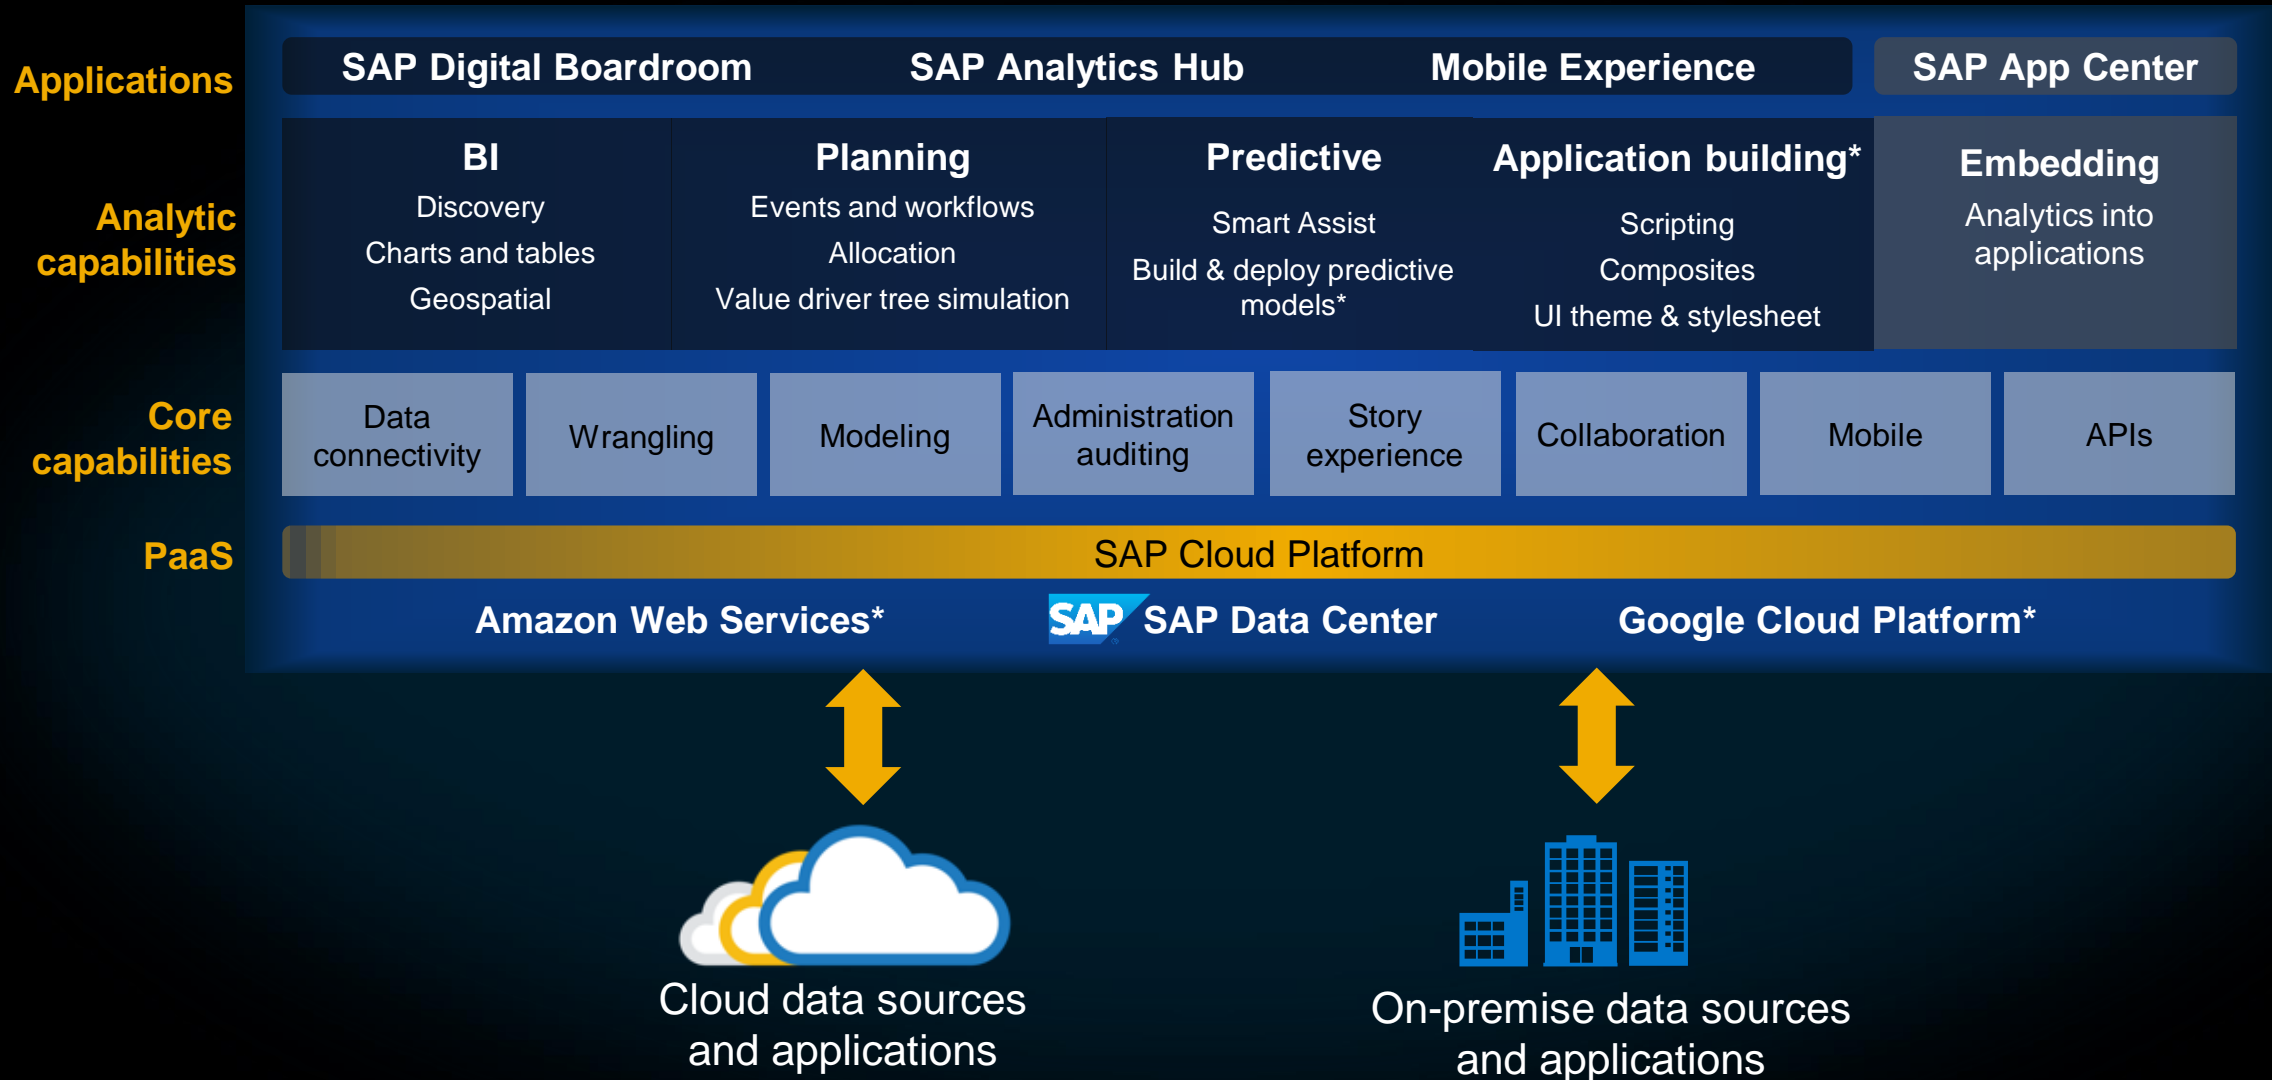 Applications
SAP Digital Boardroom
SAP Analytics Hub
Mobile Experience
SAP App Center
Analytic
capabilities
BI
Discovery
Charts and tables
Geospatial
Planning
Events and workflows
Allocation
Value driver tree simulation
Predictive
Smart Assist
Build & deploy predictive
models*
Application building*
Scripting
Composites
UI theme & stylesheet
Embedding
Analytics into
applications
Core
capabilities
Data
connectivity
Wrangling
Modeling
Administration
auditing
Story
experience
Collaboration
Mobile
APIs
PaaS
SAP Cloud Platform
Amazon Web Services*
SAP ®
SAP Data Center
Google Cloud Platform*
Cloud data sources
and applications
On-premise data sources
and applications